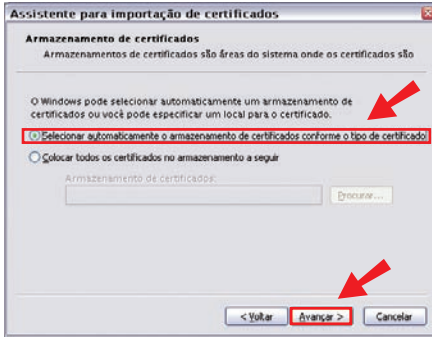 Assistente para importação de certificados
Armazenamento de certificados
Armazenamentos de certificados são áreas do sistema onde os certificados são
O Windows pode selecionar automaticamente um armazenamento de
certificados ou você pode especificar um local para o certificado.
Selecionar automaticamente o armazenamento de certificados conforme o tipo de certificado
Colocar todos os certificados no armazenamento a seguir
Armazenamento de certificados:
Procurar...
< Voltar Avançar > Cancelar